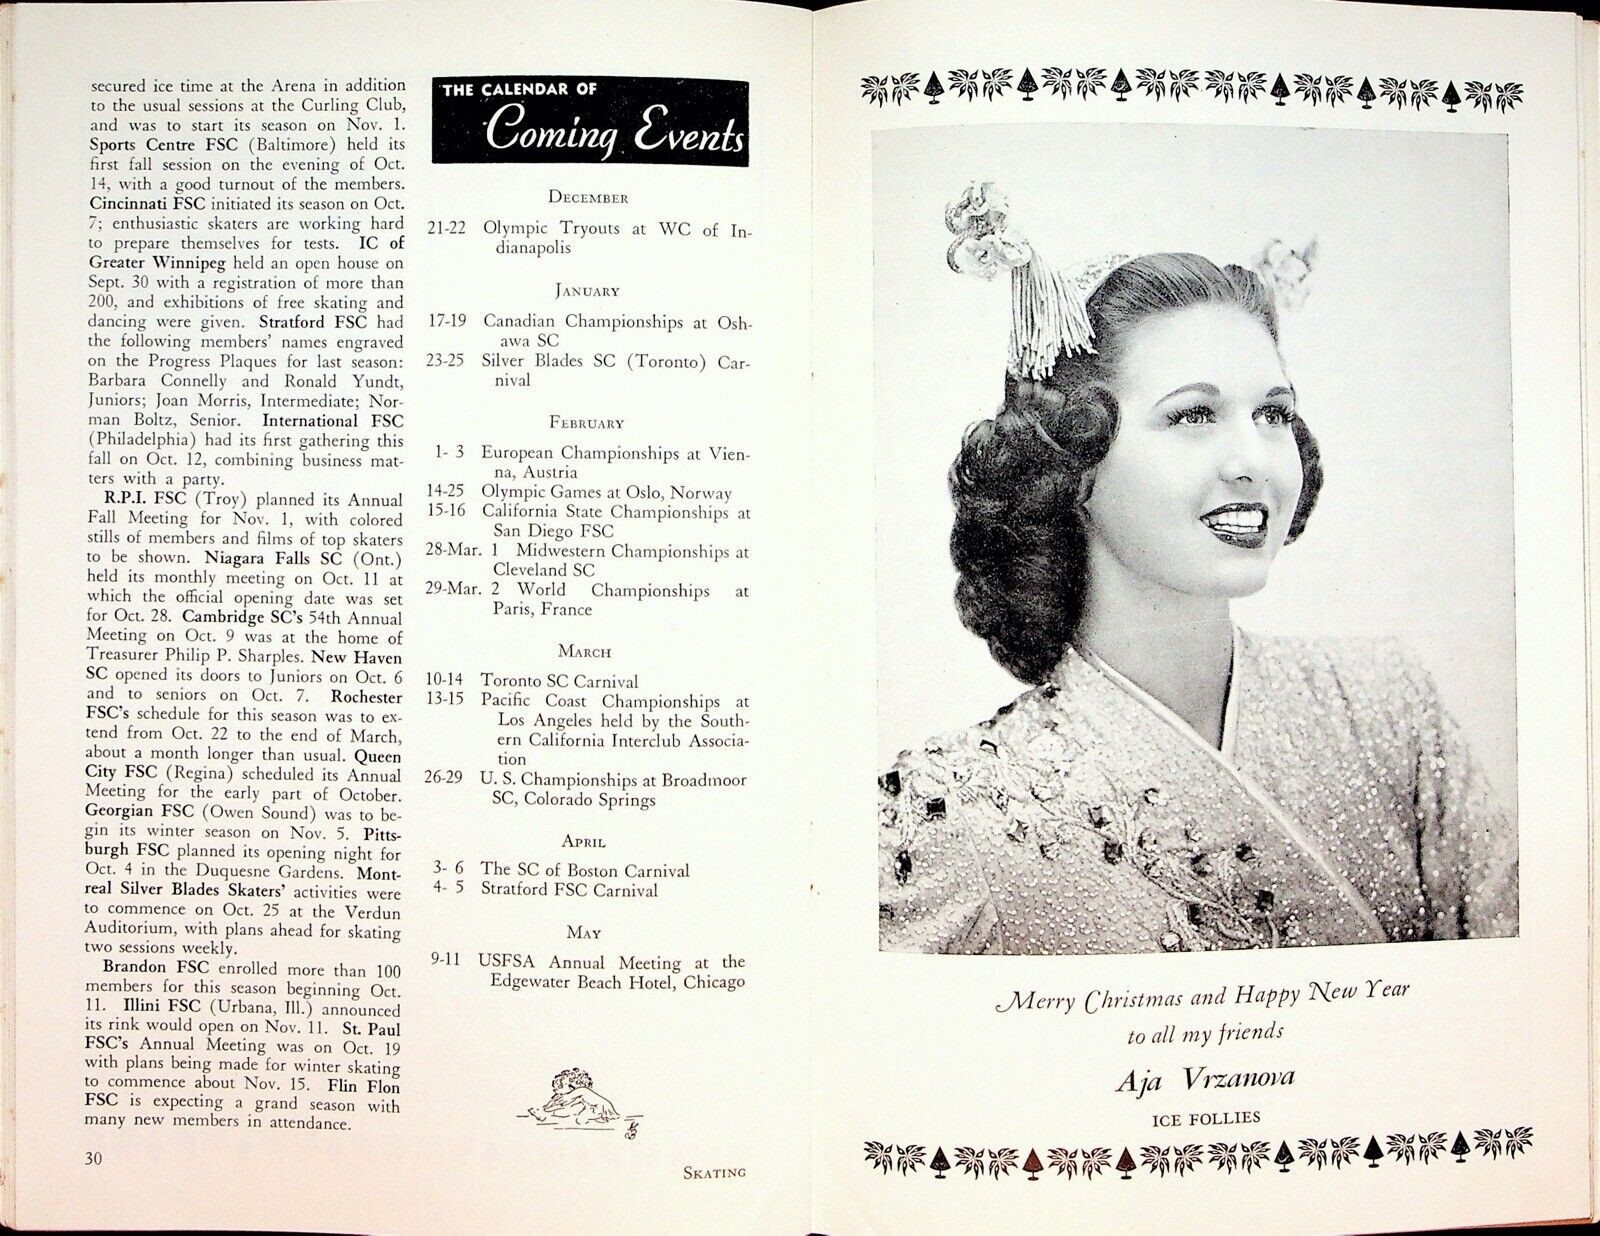 secured ice time at the Arena in addition
to the usual sessions at the Curling Club,
and was to start its season on Nov. 1.
Sports Centre FSC (Baltimore) held its
first fall session on the evening of Oct.
14, with a good turnout of the members.
Cincinnati FSC initiated its season on Oct.
7; enthusiastic skaters are working hard
to prepare themselves for tests. IC of
Greater Winnipeg held an open house on
Sept. 30 with a registration of more than
200, and exhibitions of free skating and
dancing were given. Stratford FSC had
the following members' names engraved
on the Progress Plaques for last season:
Barbara Connelly and Ronald Yundt,
Juniors; Joan Morris, Intermediate; Nor-
man Boltz, Senior. International FSC
(Philadelphia) had its first gathering this
fall on Oct. 12, combining business mat-
ters with a party.
R.P.I. FSC (Troy) planned its Annual
Fall Meeting for Nov. 1, with colored
stills of members and films of top skaters
to be shown. Niagara Falls SC (Ont.)
held its monthly meeting on Oct. 11 at
which the official opening date was set
for Oct. 28. Cambridge SC's 54th Annual
Meeting on Oct. 9 was at the home of
Treasurer Philip P. Sharples. New Haven
SC opened its doors to Juniors on Oct. 6
and to seniors on Oct. 7. Rochester
FSC's schedule for this season was to ex-
tend from Oct. 22 to the end of March,
about a month longer than usual. Queen
City FSC (Regina) scheduled its Annual
Meeting for the early part of October.
Georgian FSC (Owen Sound) was to be-
gin its winter season on Nov. 5. Pitts-
burgh FSC planned its opening night for
Oct. 4 in the Duquesne Gardens. Mont-
real Silver Blades Skaters' activities were
to commence on Oct. 25 at the Verdun
Auditorium, with plans ahead for skating
two sessions weekly.
Brandon FSC enrolled more than 100
members for this season beginning Oct.
11. Illini FSC (Urbana, Ill.) announced
its rink would open on Nov. 11. St. Paul
FSC's Annual Meeting was on Oct. 19
with plans being made for winter skating
to commence about Nov. 15. Flin Flon
FSC is expecting a grand season with
many new members in attendance.
30
THE CALENDAR OF
Coming Events
DECEMBER
21-22 Olympic Tryouts at WC of In-
dianapolis
JANUARY
17-19 Canadian Championships at Osh-
awa SC
23-25 Silver Blades SC (Toronto) Car-
nival
FEBRUARY
1- 3 European Championships at Vien-
na, Austria
14-25 Olympic Games at Oslo, Norway
15-16 California State Championships at
San Diego FSC
28-Mar. 1 Midwestern Championships at
Cleveland SC
29-Mar. 2 World Championships at
Paris, France
MARCH
10-14 Toronto SC Carnival
13-15 Pacific Coast Championships at
Los Angeles held by the South-
ern California Interclub Associa-
tion
26-29 U. S. Championships at Broadmoor
SC, Colorado Springs
APRIL
3- 6 The SC of Boston Carnival
4- 5 Stratford FSC Carnival
MAY
9-11 USFSA Annual Meeting at the
Edgewater Beach Hotel, Chicago
SKATING
Merry Christmas and Happy New Year
to all my friends
Aja Vrzanova
ICE FOLLIES